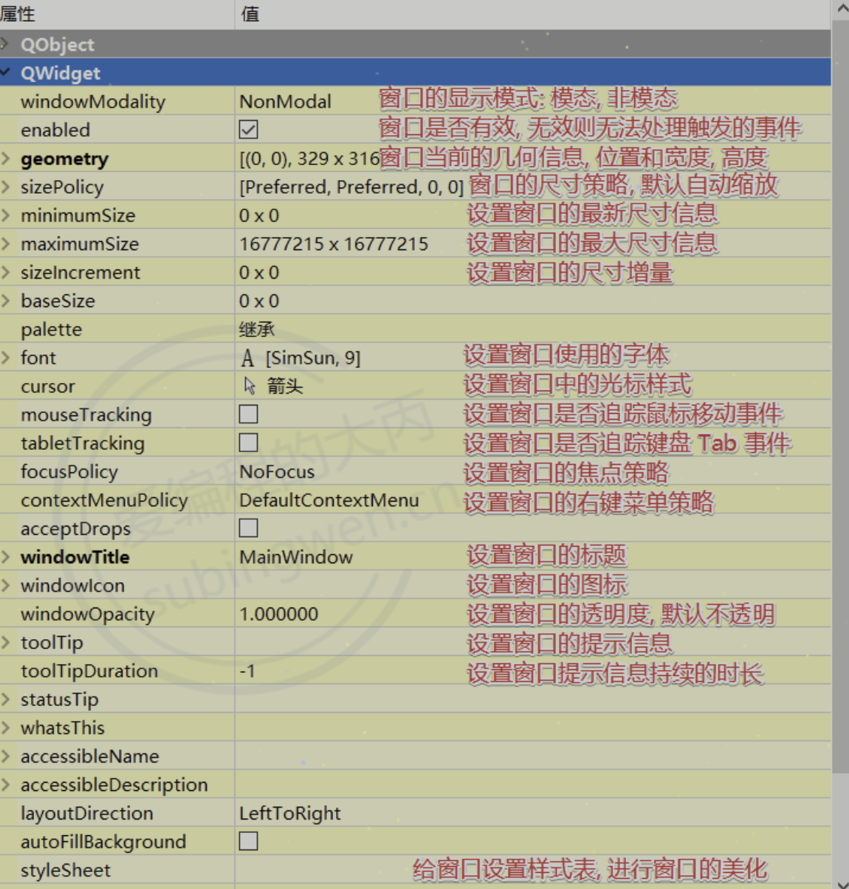 属性 值
QObject
QWidget
windowModality NonModal 窗口的显示模式: 模态, 非模态
enabled 窗口是否有效, 无效则无法处理触发的事件
geometry [(0, 0), 329 x 316 窗口当前的几何信息, 位置和宽度, 高度
sizePolicy [Preferred, Preferred, 0, 0] 窗口的尺寸策略, 默认自动缩放
minimumSize 0 x 0 设置窗口的最新尺寸信息
maximumSize 16777215 x 16777215 设置窗口的最大尺寸信息
sizeIncrement 0 x 0 设置窗口的尺寸增量
baseSize 0 x 0
palette 继承
font A [SimSun, 9] 设置窗口使用的字体
cursor 箭头 设置窗口中的光标样式
mouseTracking 设置窗口是否追踪鼠标移动事件
tabletTracking 设置窗口是否追踪键盘 Tab 事件
focusPolicy NoFocus 设置窗口的焦点策略
contextMenuPolicy DefaultContextMenu 设置窗口的右键菜单策略
acceptDrops
windowTitle MainWindow 设置窗口的标题
windowIcon 设置窗口的图标
windowOpacity 1.000000 设置窗口的透明度, 默认不透明
toolTip 设置窗口的提示信息
toolTipDuration -1 设置窗口提示信息持续的时长
statusTip
whatsThis
accessibleName
accessibleDescription
layoutDirection LeftToRight
autoFillBackground
styleSheet 给窗口设置样式表, 进行窗口的美化
爱编程的大丙
subingwen.cn